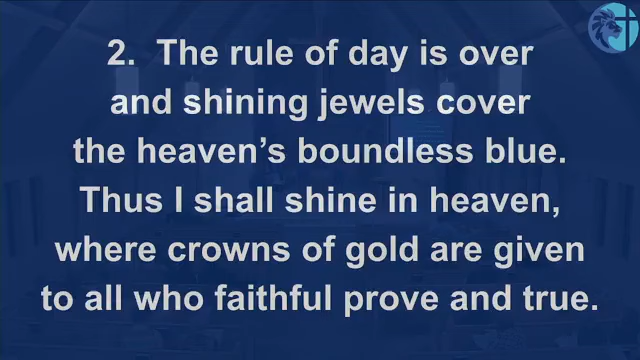 2. The rule of day is over
and shining jewels cover
the heaven’s boundless blue.
Thus I shall shine in heaven,
where crowns of gold are given
to all who faithful prove and true.